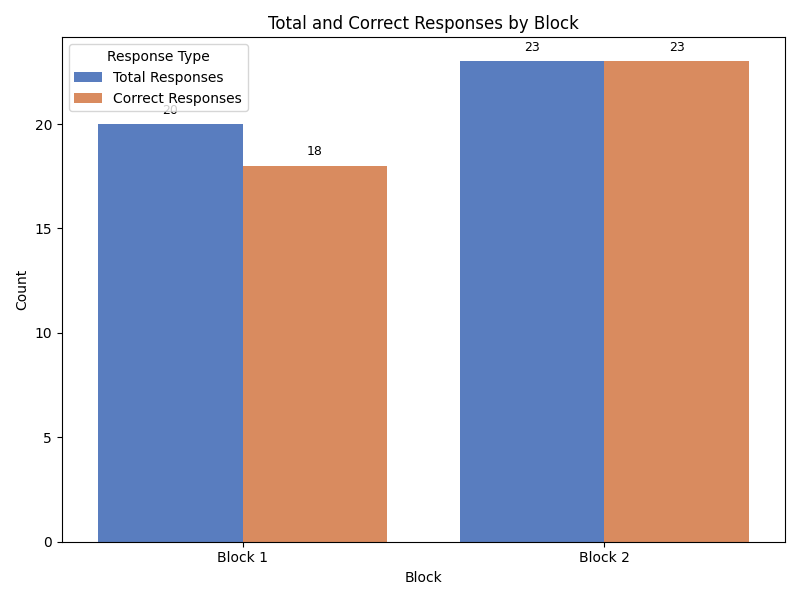 Total and Correct Responses by Block
Response Type
Total Responses
Correct Responses
20
18
23
23
20
15
10
5
0
Count
Block 1
Block 2
Block